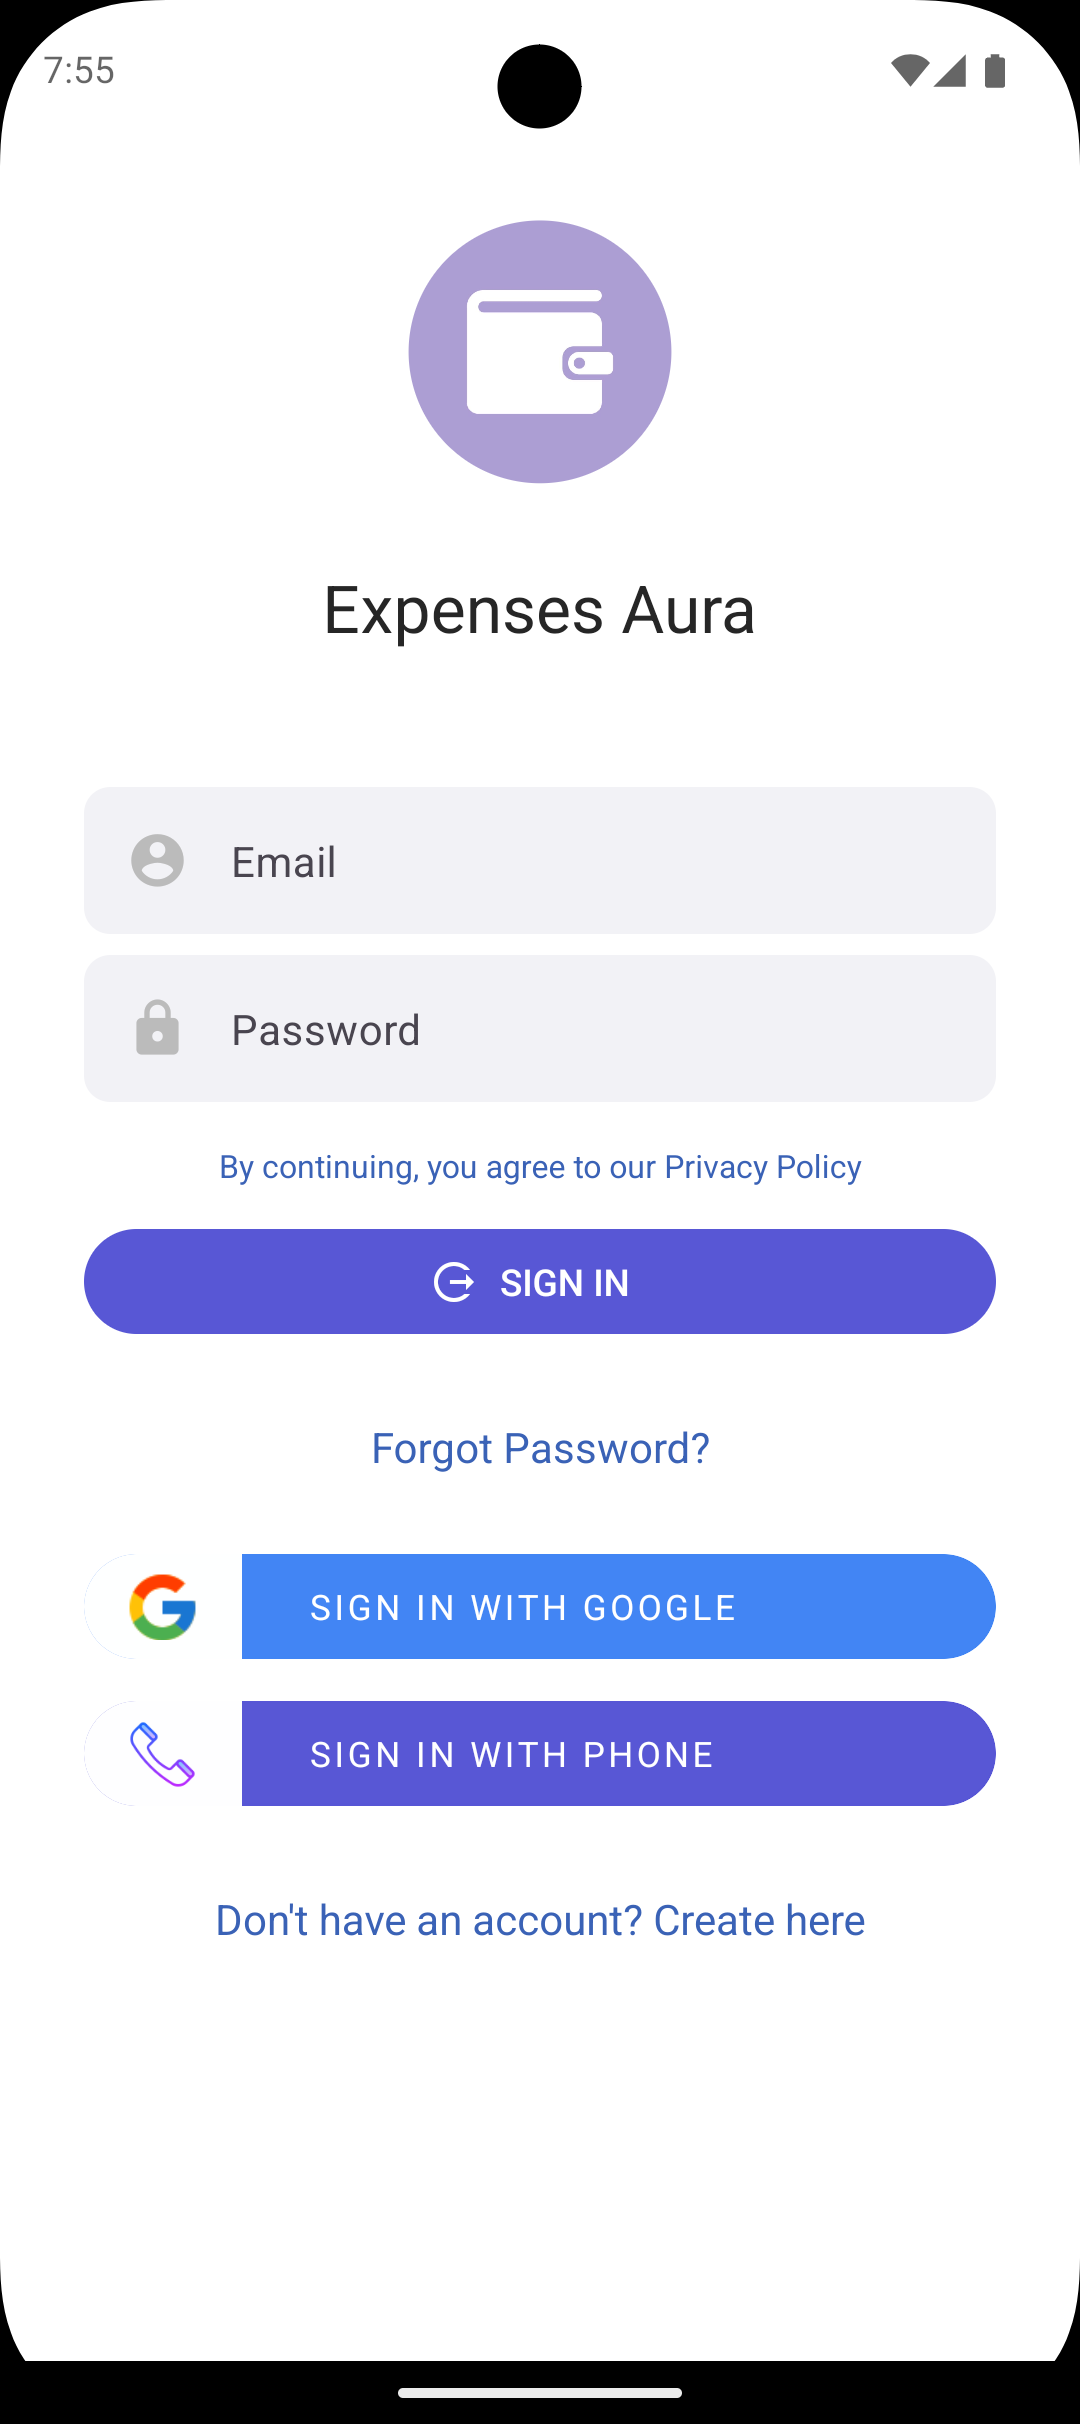 7:55
Expenses Aura
Email
Password
By continuing, you agree to our Privacy Policy
SIGN IN
Forgot Password?
SIGN IN WITH GOOGLE
SIGN IN WITH PHONE
Don't have an account? Create here